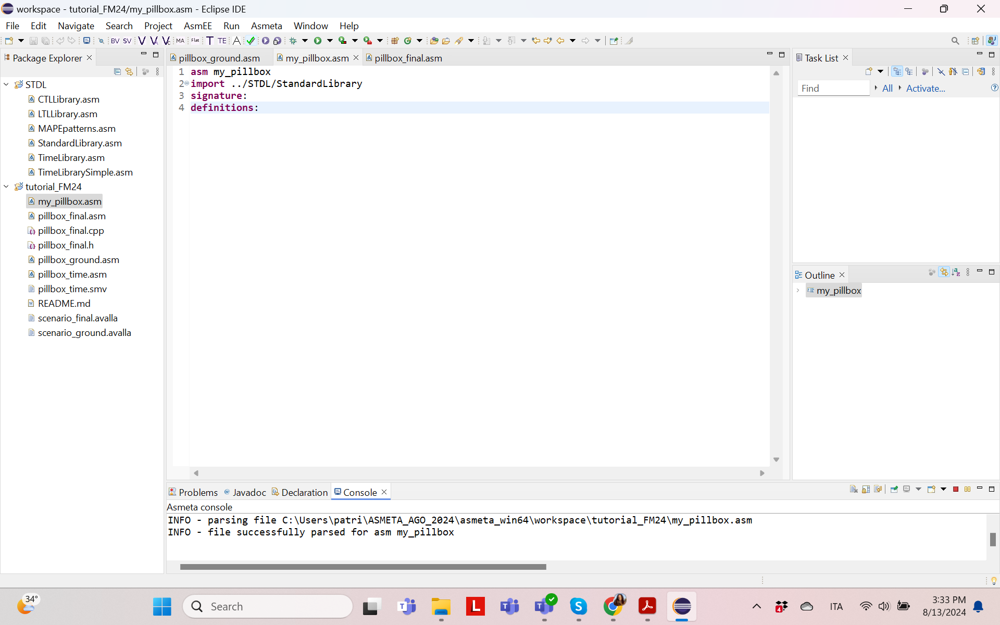 workspace - tutorial_FM24/my_pillbox.asm - Eclipse IDE
File Edit Navigate Search Project AsmEE Run Asmeta Window Help
BV SV V MA Flat T TE A
Package Explorer
STDL
CTLLibrary.asm
LTLLibrary.asm
MAPEpatterns.asm
StandardLibrary.asm
TimeLibrary.asm
TimeLibrarySimple.asm
tutorial_FM24
my_pillbox.asm
pillbox_final.asm
pillbox_final.cpp
pillbox_final.h
pillbox_ground.asm
pillbox_time.asm
pillbox_time.smv
README.md
scenario_final.avalla
scenario_ground.avalla
pillbox_ground.asm my_pillbox.asm pillbox_final.asm
1 asm my_pillbox
2 import ../STDL/StandardLibrary
3 signature:
4 definitions:
Task List
Find All Activate...
Outline
my_pillbox
Problems Javadoc Declaration Console
Asmeta console
INFO - parsing file C:\Users\patri\ASMETA_AGO_2024\asmeta_win64\workspace\tutorial_FM24\my_pillbox.asm
INFO - file successfully parsed for asm my_pillbox
34°
Search
L
4
ITA
3:33 PM
8/13/2024